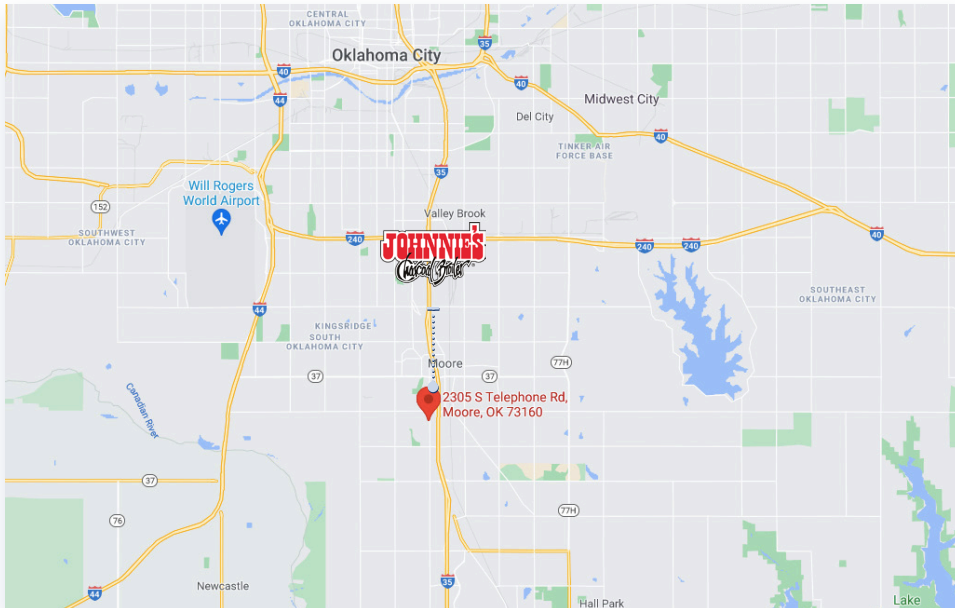 CENTRAL
OKLAHOMA CITY
Oklahoma City
35
40
44
40
Midwest City
Del City
40
TINKER AIR
FORCE BASE
35
Will Rogers
World Airport
152
Valley Brook
SOUTHWEST
OKLAHOMA CITY
240
JOHNNIE'S
Charcoal Broiler
240
240
40
SOUTHEAST
OKLAHOMA CITY
44
KINGSRIDGE
SOUTH
OKLAHOMA CITY
Moore
77H
37
37
Canadian River
2305 S Telephone Rd,
Moore, OK 73160
37
76
77H
44
Newcastle
35
Hall Park
Lake